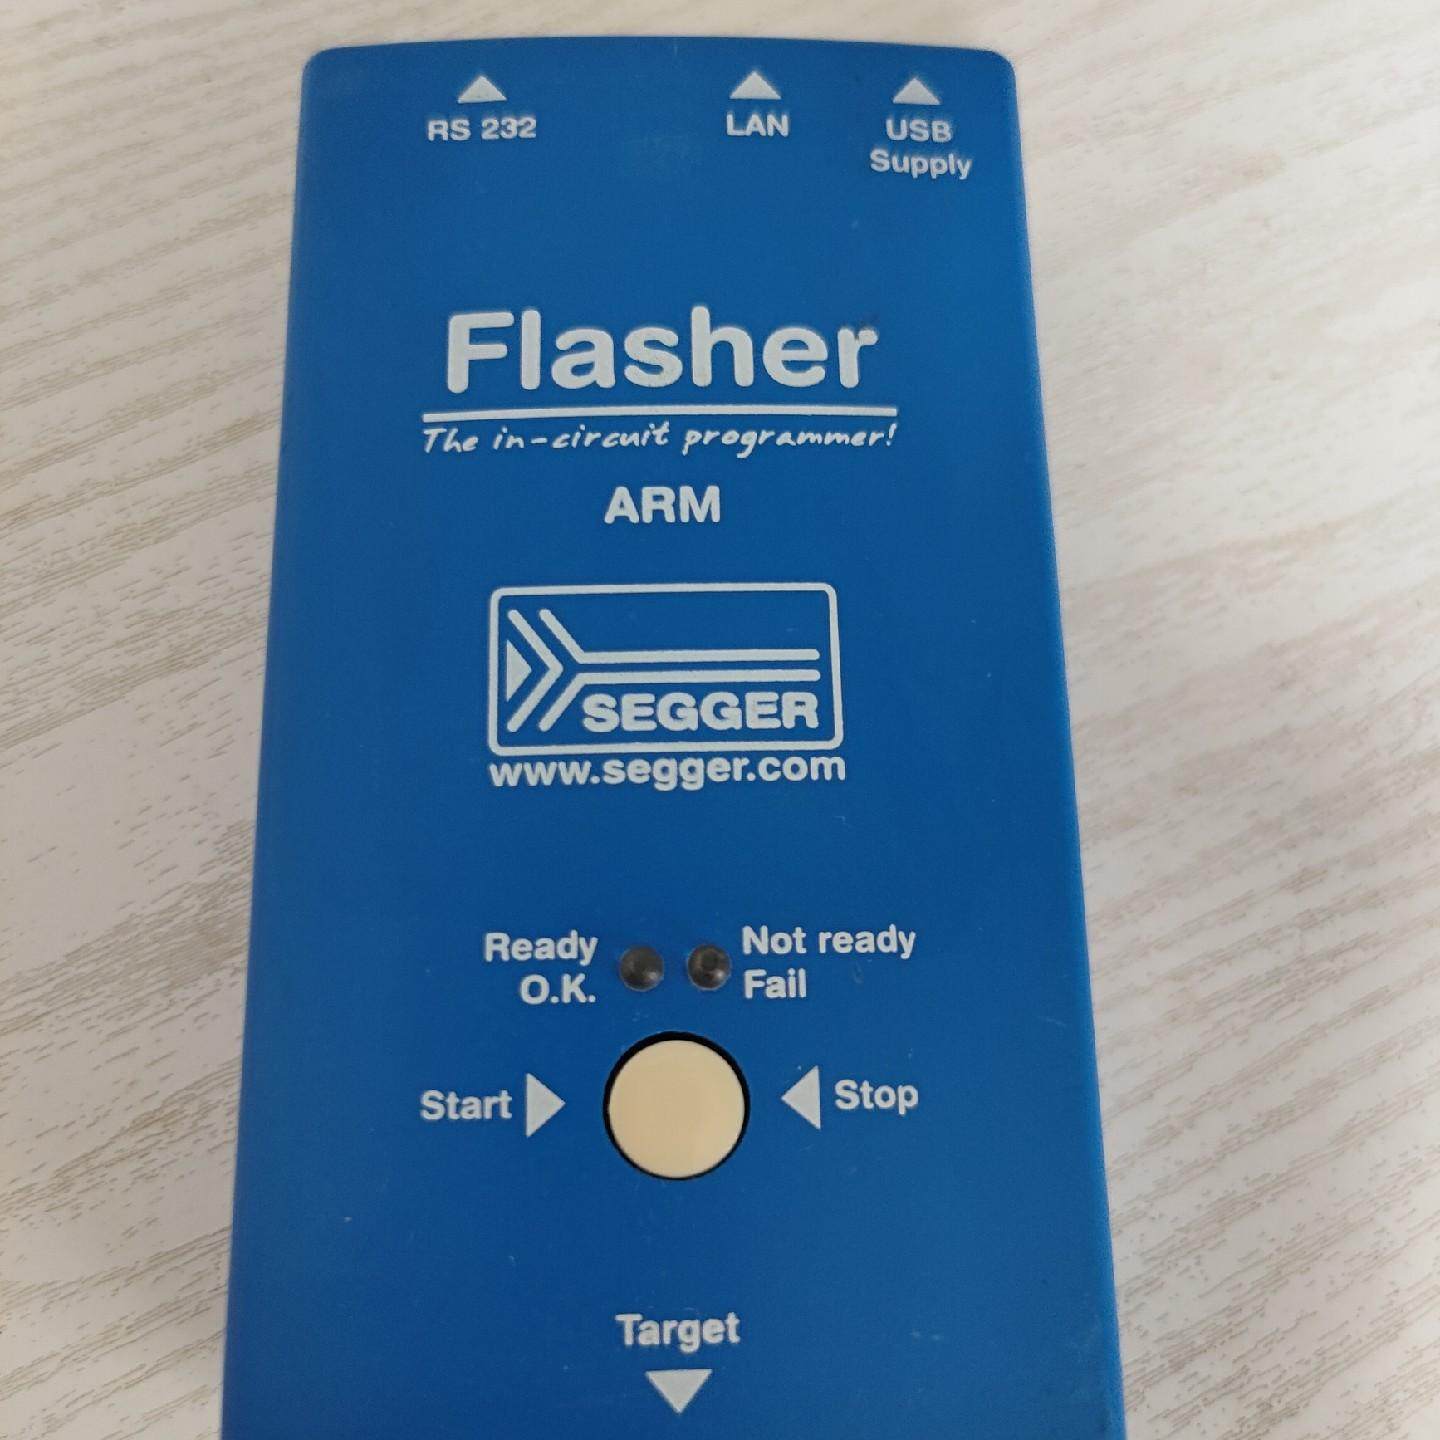 RS 232
LAN
USB
Supply
Flasher
The in-circuit programmer!
ARM
SEGGER
www.segger.com
Ready
O.K.
Not ready
Fail
Start
Stop
Target